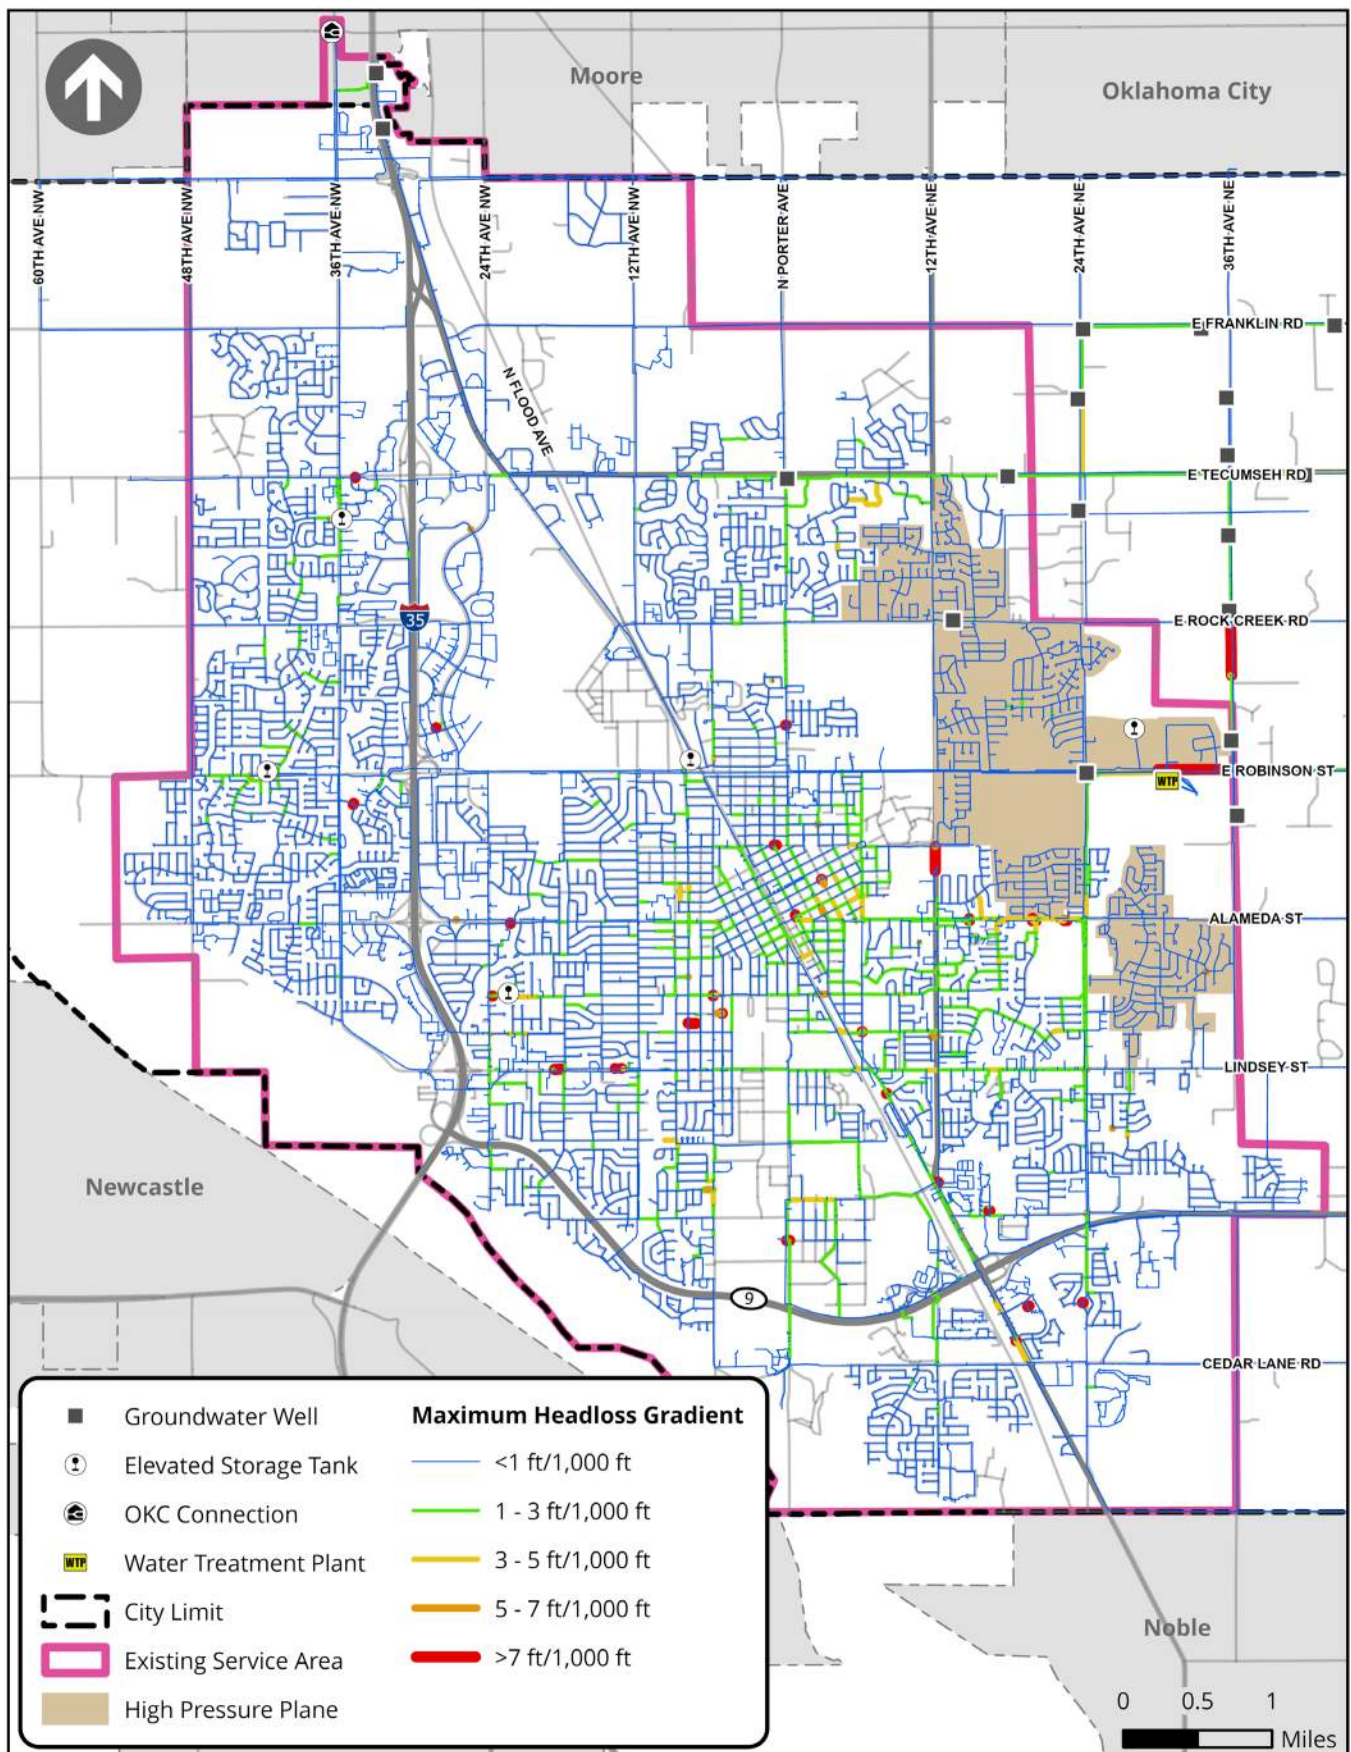 Moore
Oklahoma City
60TH AVE NW
48TH AVE NW
36TH AVE NW
24TH AVE NW
12TH AVE NW
N PORTER AVE
12TH AVE NE
24TH AVE NE
36TH AVE NE
E FRANKLIN RD
N FLOOD AVE
E TECUMSEH RD
35
E ROCK CREEK RD
E ROBINSON ST
WTP
ALAMEDA ST
LINDSEY ST
Newcastle
9
CEDAR LANE RD
Groundwater Well
Elevated Storage Tank
OKC Connection
WTP Water Treatment Plant
City Limit
Existing Service Area
High Pressure Plane
Maximum Headloss Gradient
<1 ft/1,000 ft
1 - 3 ft/1,000 ft
3 - 5 ft/1,000 ft
5 - 7 ft/1,000 ft
>7 ft/1,000 ft
Noble
0 0.5 1
Miles